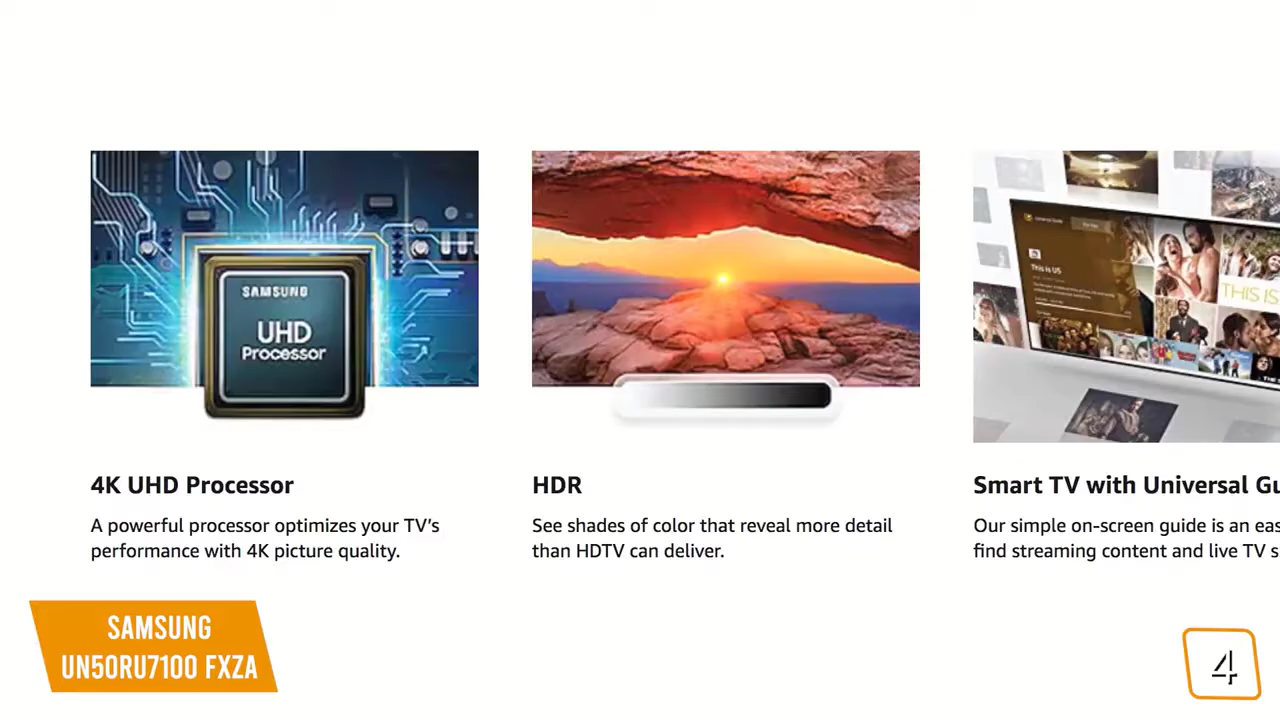 SAMSUNG
UHD
Processor
This is US
THIS IS
4K UHD Processor
A powerful processor optimizes your TV's
performance with 4K picture quality.
HDR
See shades of color that reveal more detail
than HDTV can deliver.
Smart TV with Universal Gu
Our simple on-screen guide is an eas
find streaming content and live TV s
SAMSUNG
UN50RU7100 FXZA
4